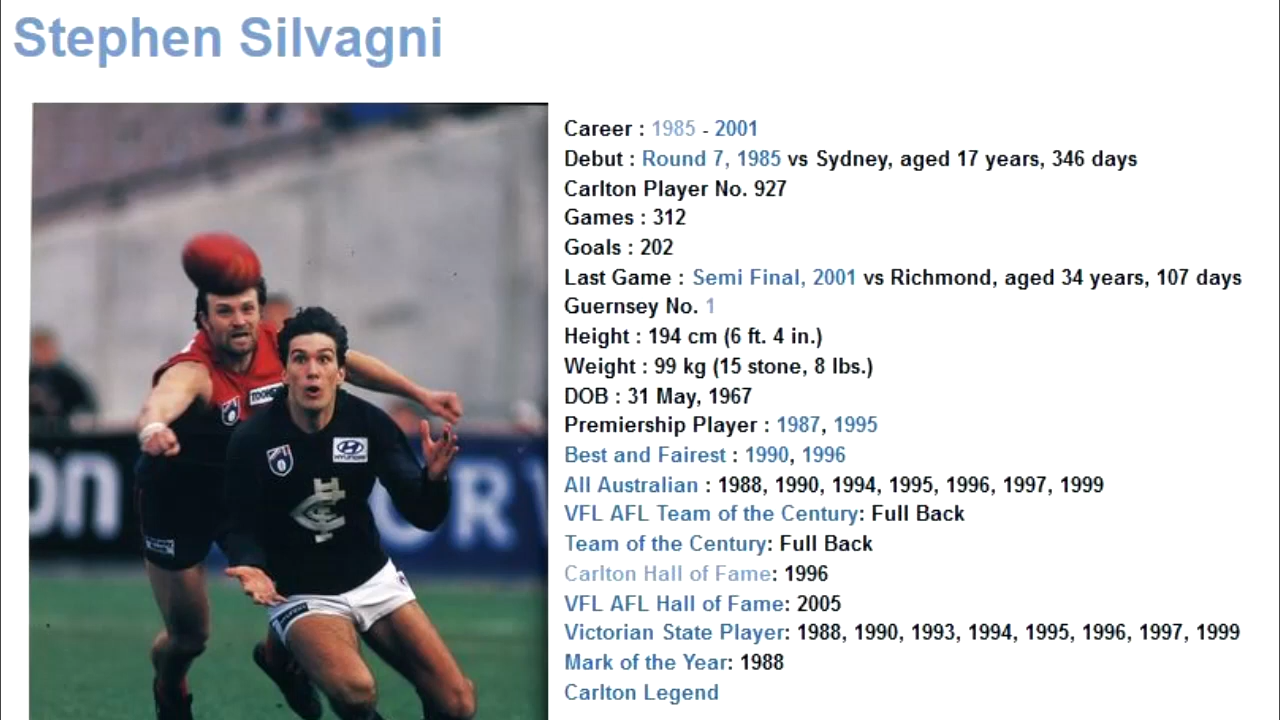 Stephen Silvagni
Career : 1985 - 2001
Debut : Round 7, 1985 vs Sydney, aged 17 years, 346 days
Carlton Player No. 927
Games : 312
Goals : 202
Last Game : Semi Final, 2001 vs Richmond, aged 34 years, 107 days
Guernsey No. 1
Height : 194 cm (6 ft. 4 in.)
Weight : 99 kg (15 stone, 8 lbs.)
DOB : 31 May, 1967
Premiership Player : 1987, 1995
Best and Fairest : 1990, 1996
All Australian : 1988, 1990, 1994, 1995, 1996, 1997, 1999
VFL AFL Team of the Century: Full Back
Team of the Century: Full Back
Carlton Hall of Fame: 1996
VFL AFL Hall of Fame: 2005
Victorian State Player: 1988, 1990, 1993, 1994, 1995, 1996, 1997, 1999
Mark of the Year: 1988
Carlton Legend
HYUNDAI